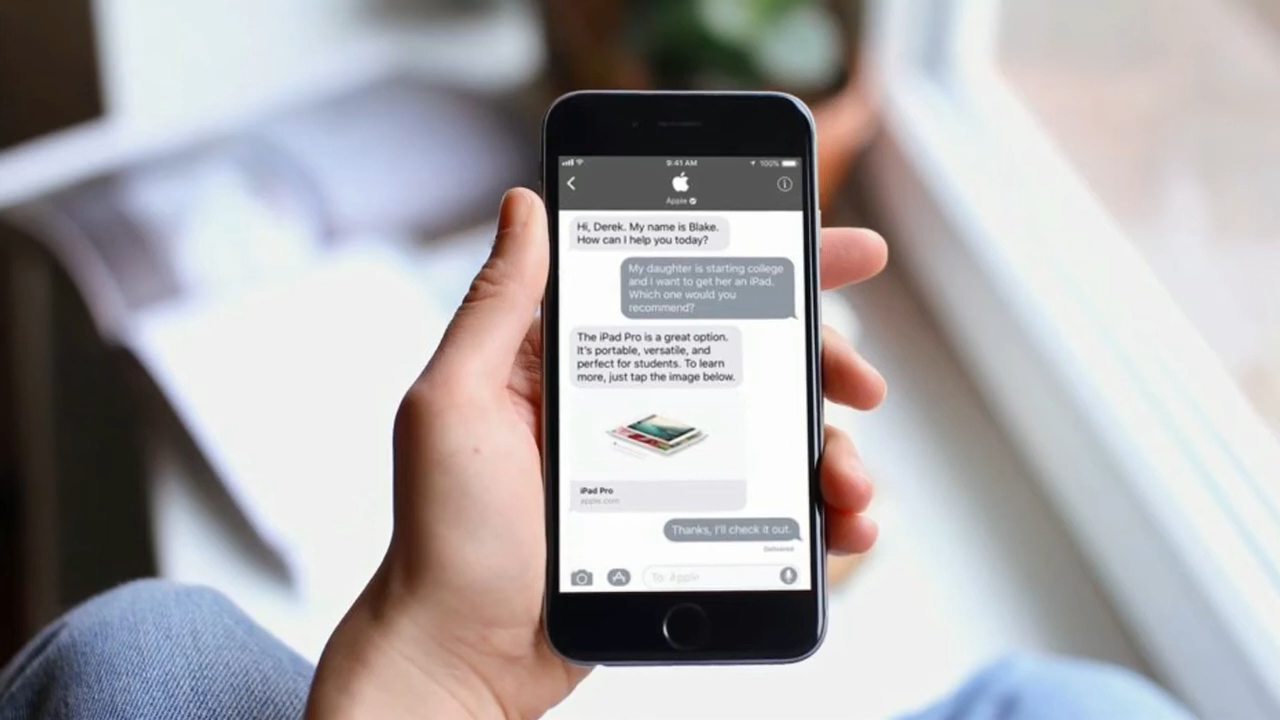 9:41 AM
100%
Apple
Hi, Derek. My name is Blake.
How can I help you today?
My daughter is starting college
and I want to get her an iPad.
Which one would you
recommend?
The iPad Pro is a great option.
It's portable, versatile, and
perfect for students. To learn
more, just tap the image below.
iPad Pro
apple.com
Thanks, I'll check it out.
Delivered
To: Apple